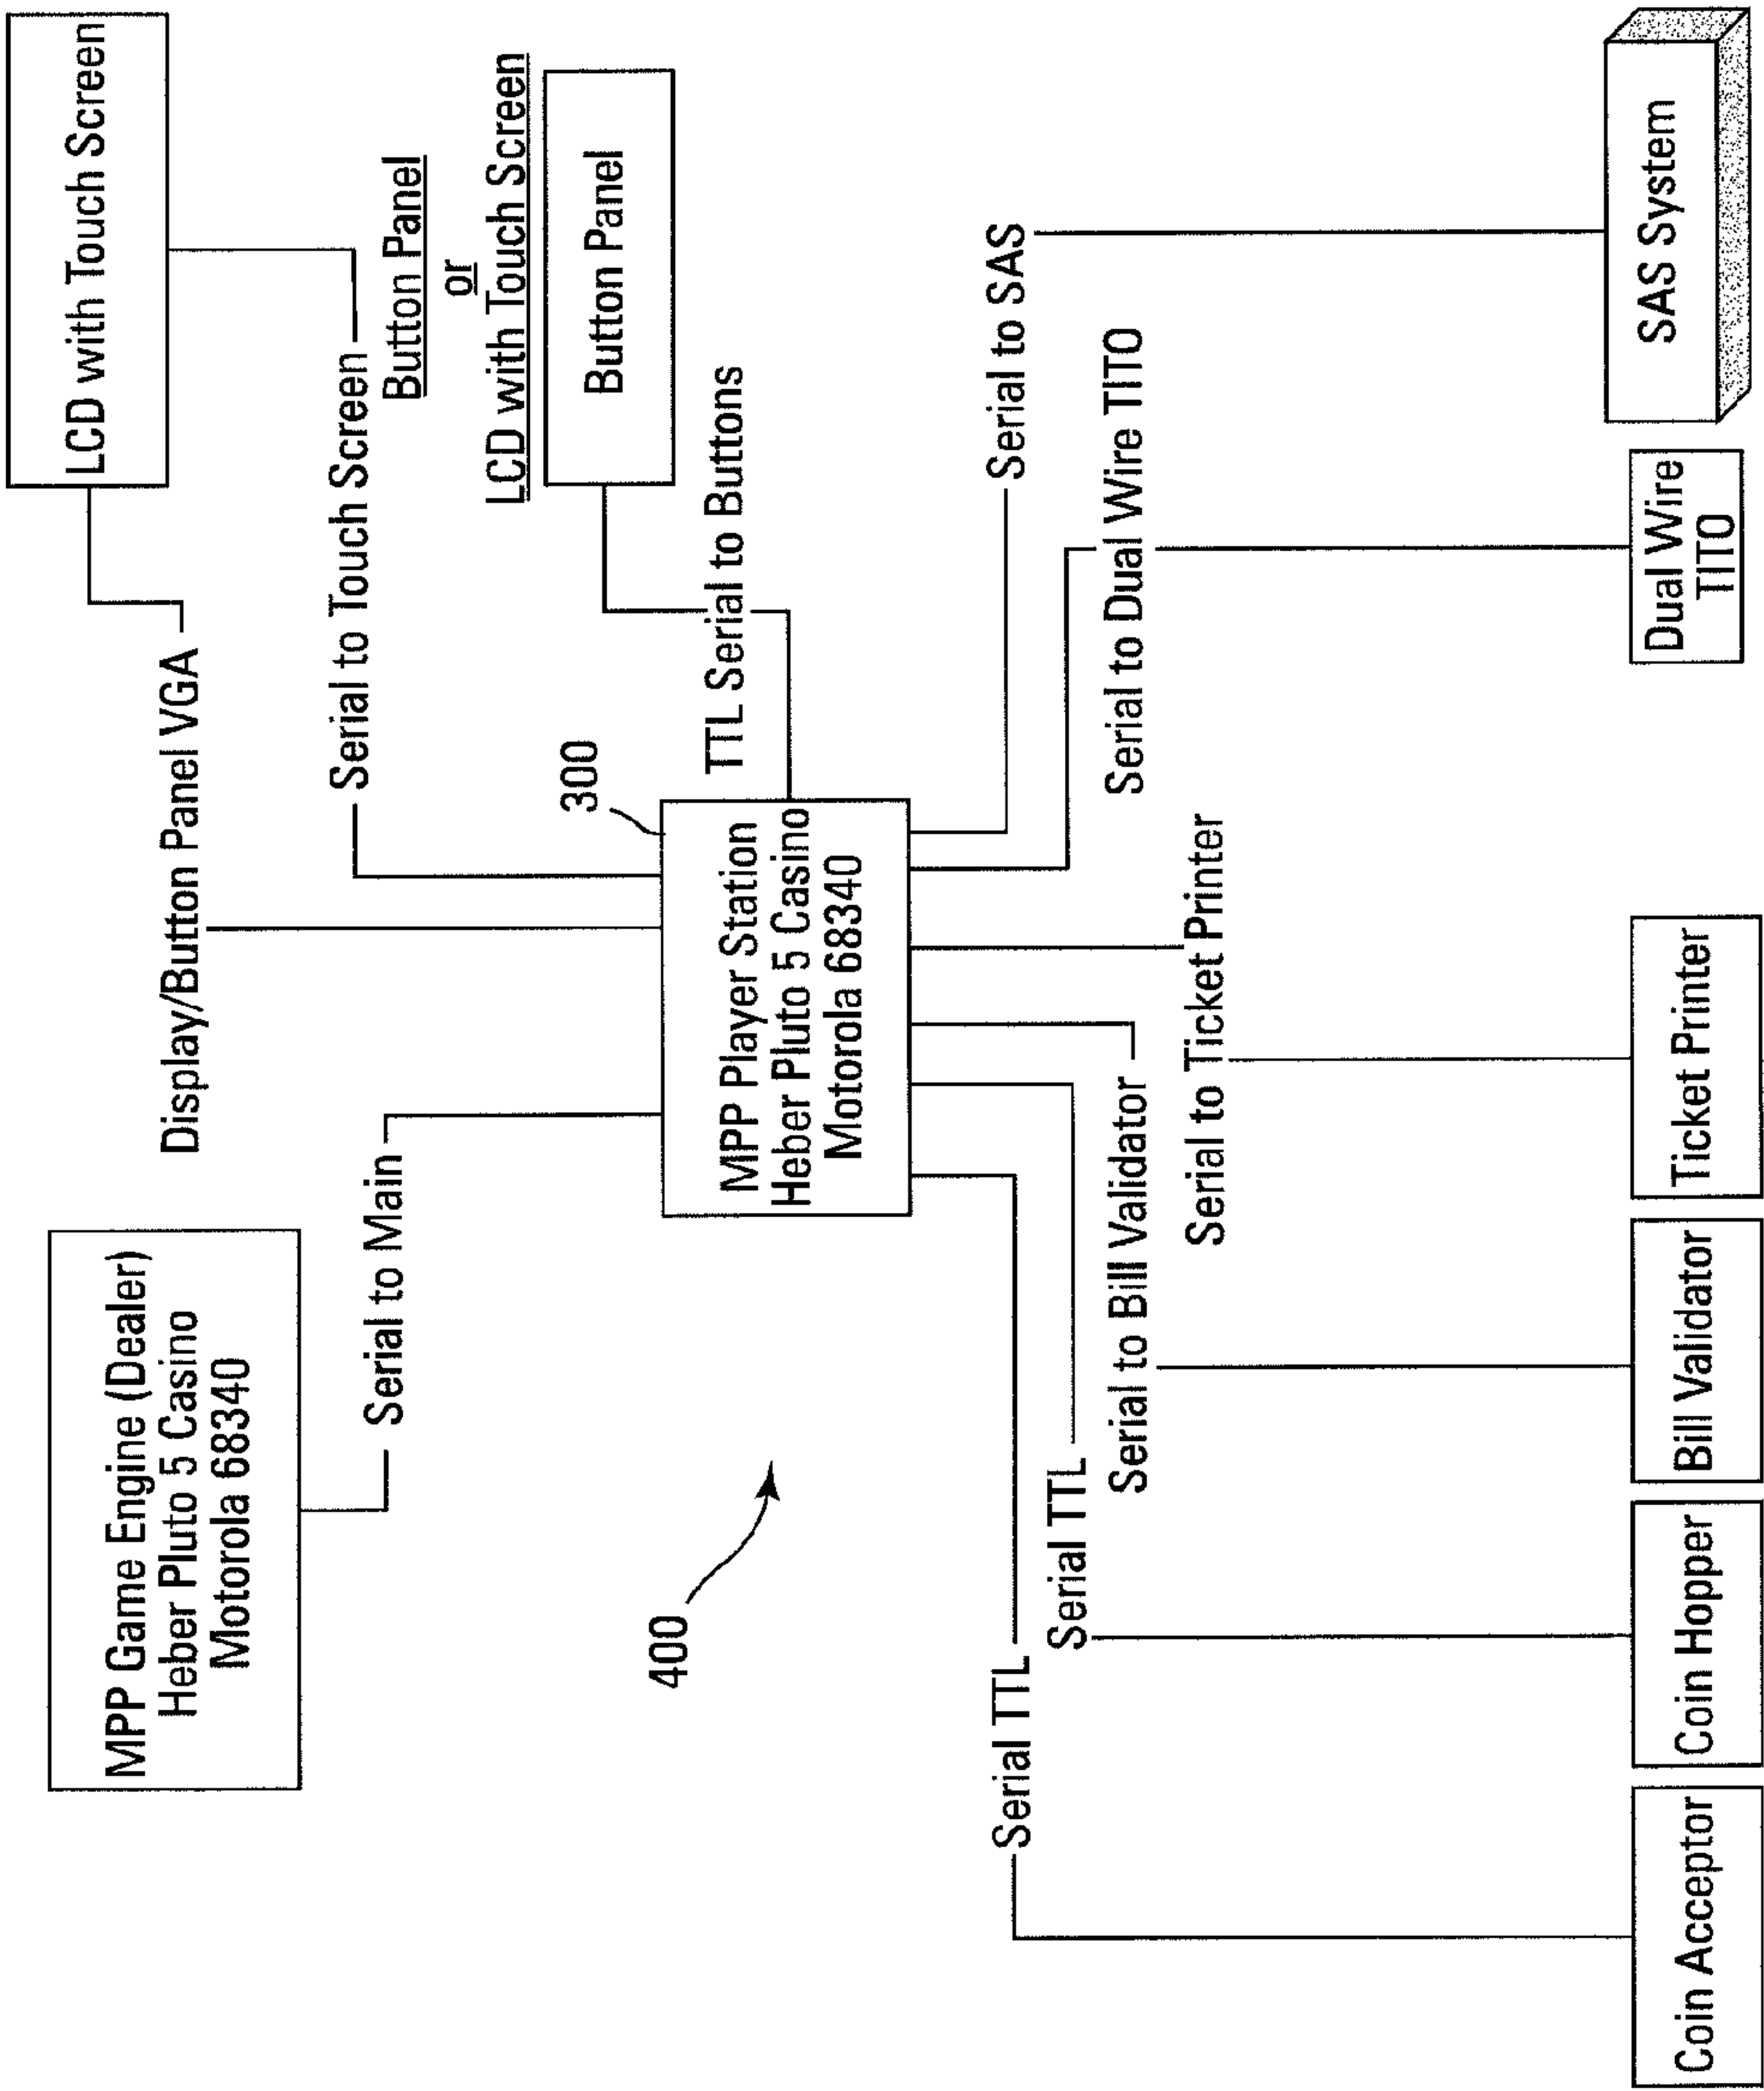 MPP Game Engine (Dealer)
Heber Pluto 5 Casino
Motorola 68340
LCD with Touch Screen
Display/Button Panel VGA
Serial to Main
Serial to Touch Screen
Button Panel
or
LCD with Touch Screen
Button Panel
TTL Serial to Buttons
300
MPP Player Station
Heber Pluto 5 Casino
Motorola 68340
400
Serial TTL
Serial TTL
Serial to Bill Validator
Serial to Ticket Printer
Serial to Dual Wire TITO
Serial to SAS
Coin Acceptor
Coin Hopper
Bill Validator
Ticket Printer
Dual Wire
TITO
SAS System